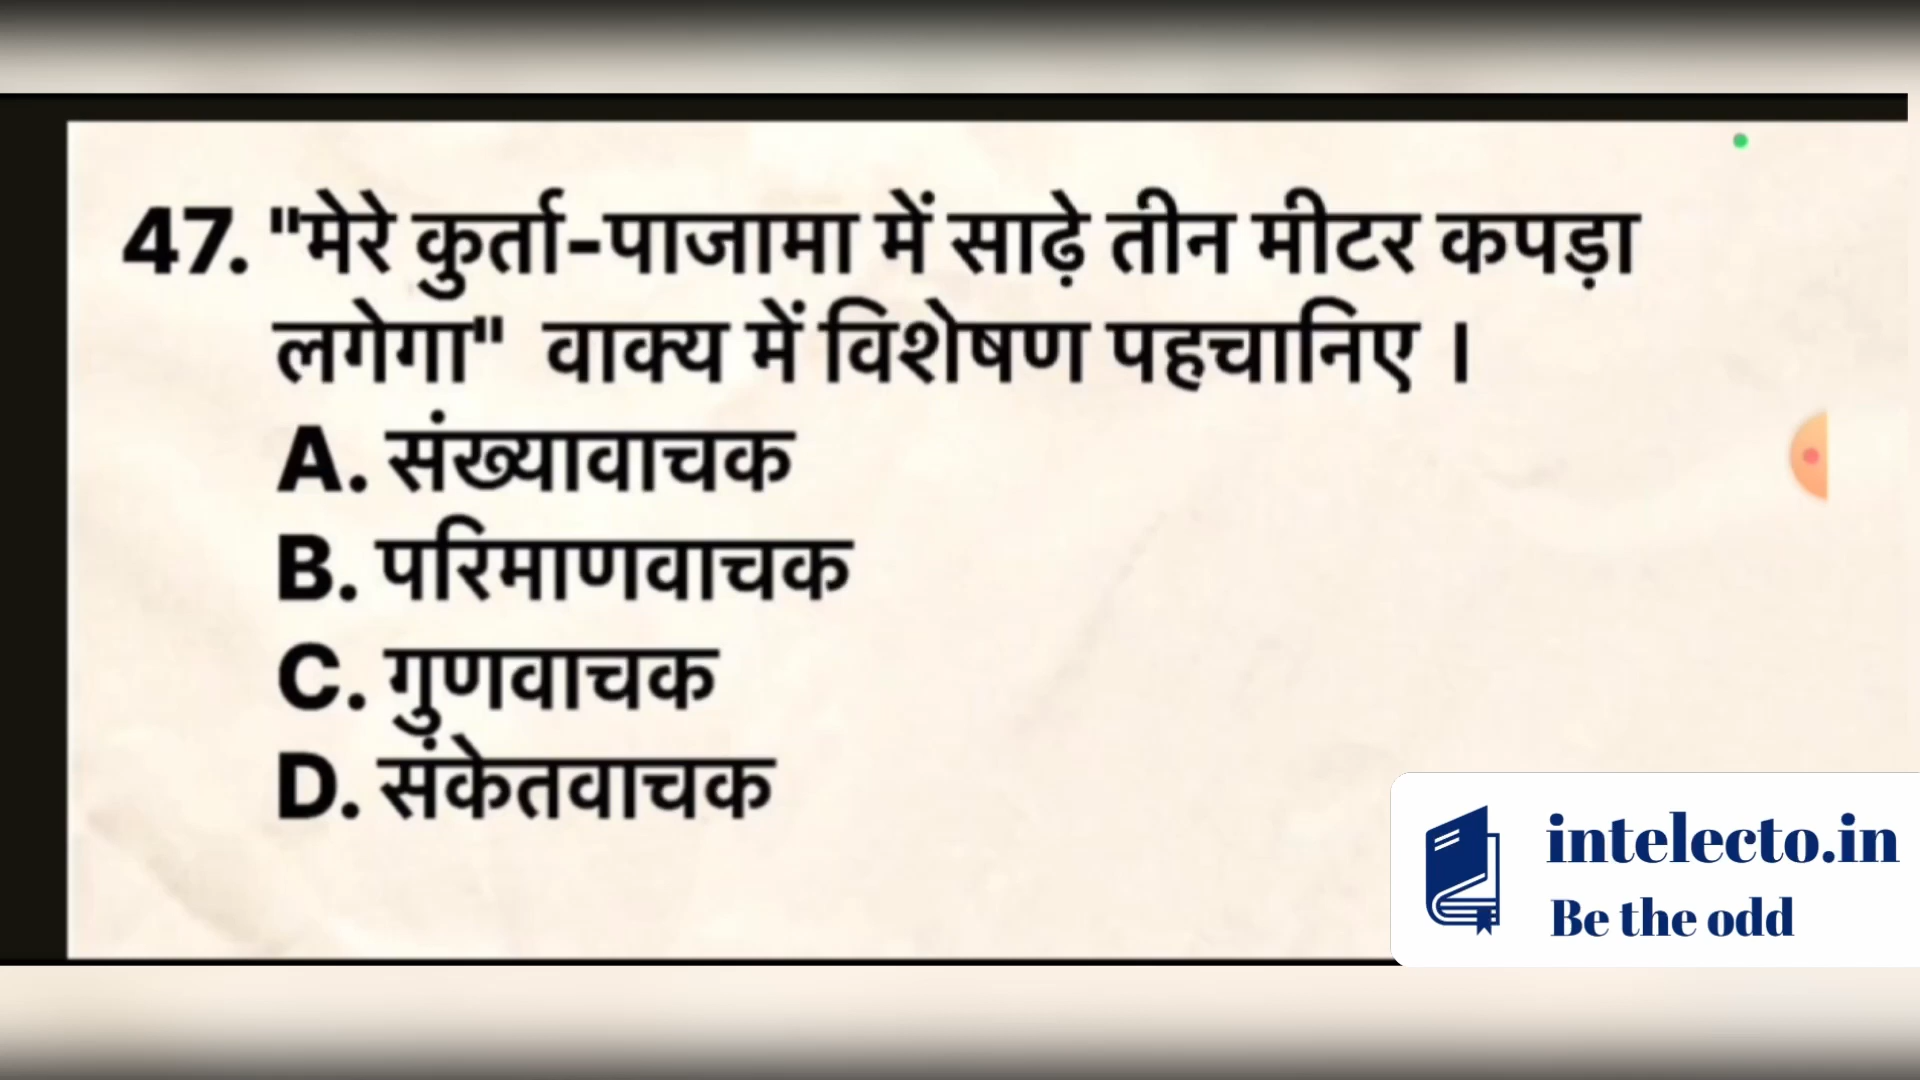 47. "मेरे कुर्ता-पाजामा में साढ़े तीन मीटर कपड़ा
लगेगा" वाक्य में विशेषण पहचानिए ।
A. संख्यावाचक
B. परिमाणवाचक
C. गुणवाचक
D. संकेतवाचक
intelecto.in
Be the odd